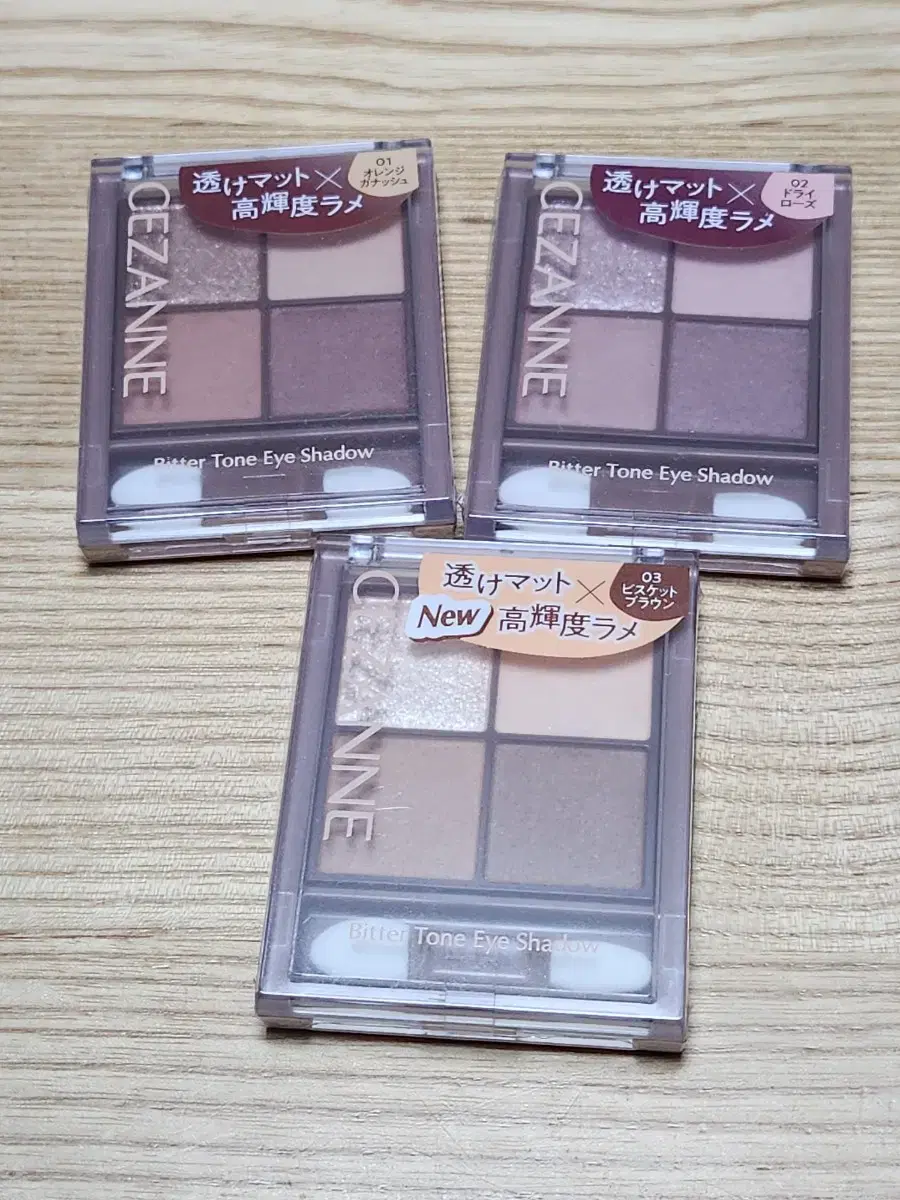 透けマット×
高輝度ラメ
01
オレンジ
ガナッシュ
CEZANNE
Bitter Tone Eye Shadow
透けマット×
高輝度ラメ
02
ドライ
ローズ
CEZANNE
Bitter Tone Eye Shadow
透けマット×
New 高輝度ラメ
03
ビスケット
ブラウン
CEZANNE
Bitter Tone Eye Shadow